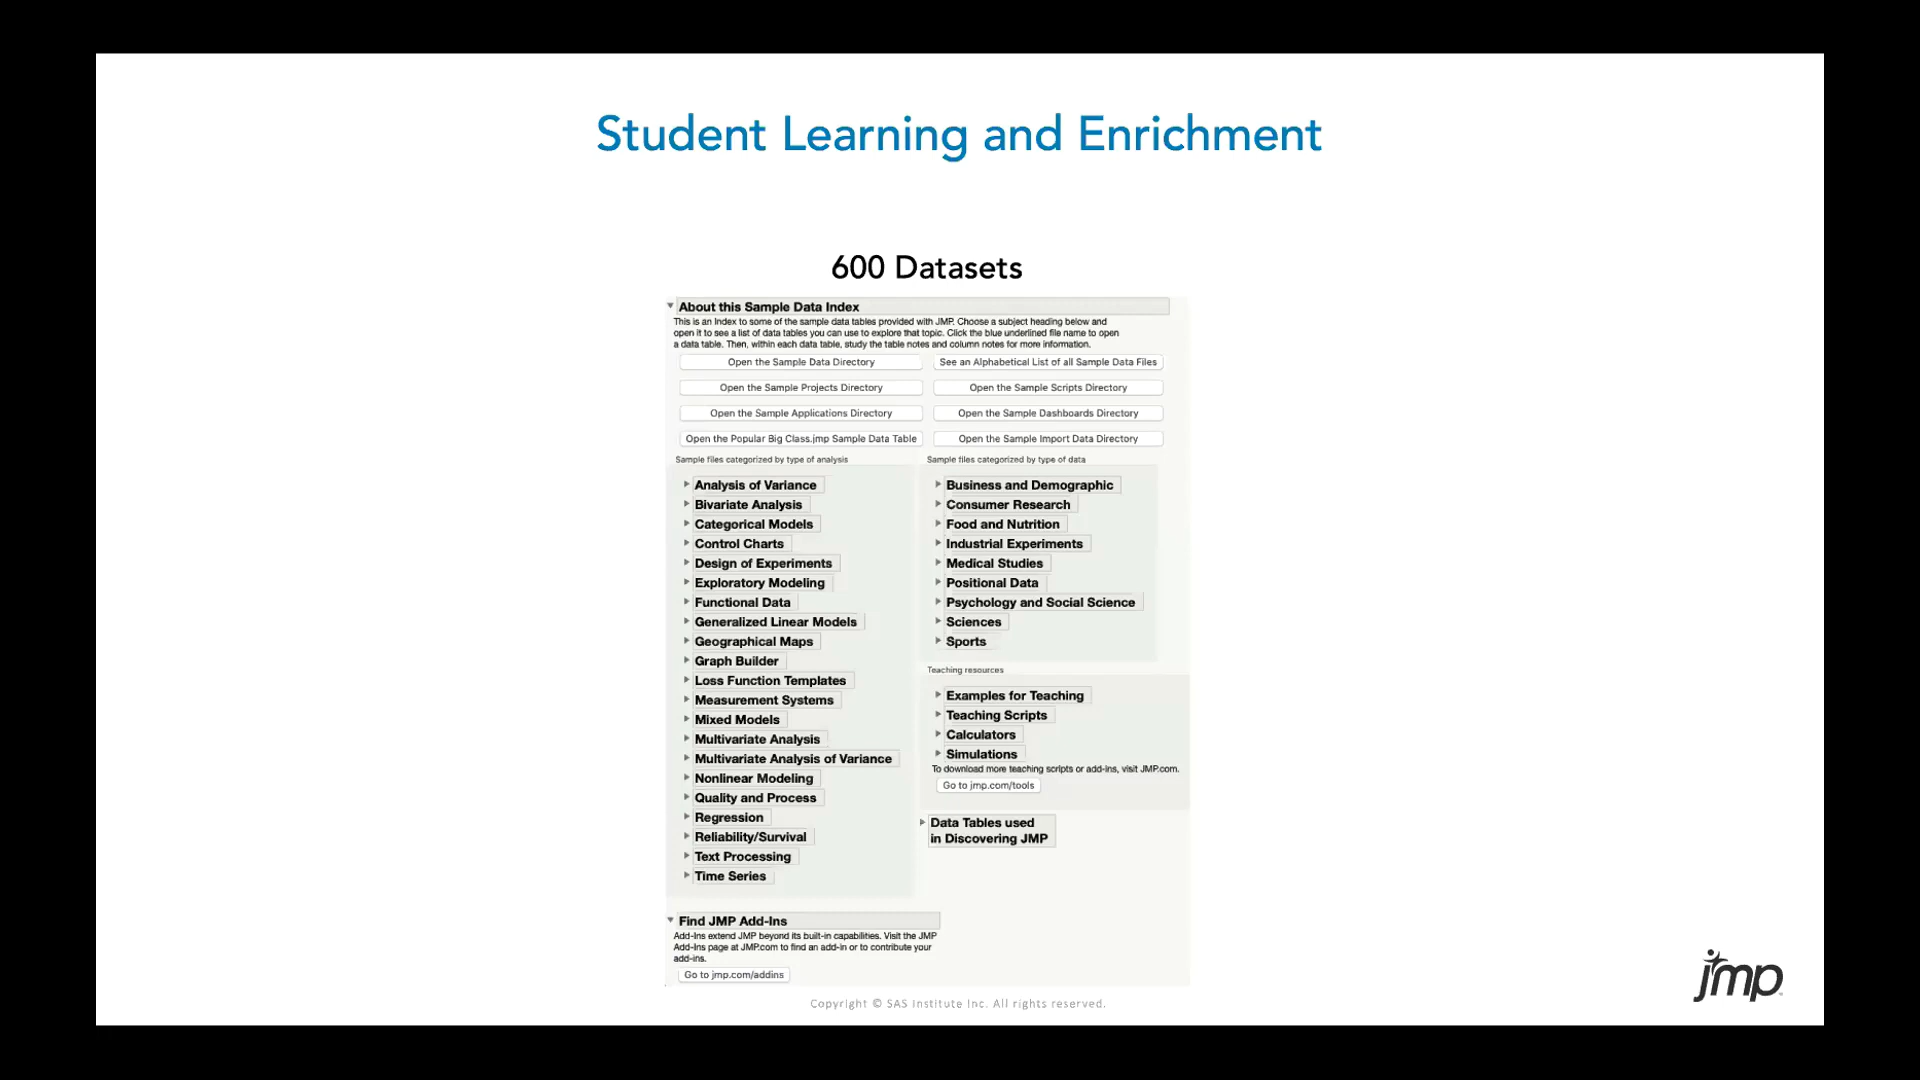 Student Learning and Enrichment
600 Datasets
About this Sample Data Index
This is an Index to some of the sample data tables provided with JMP. Choose a subject heading below and
open it to see a list of data tables you can use to explore that topic. Click the blue underlined file name to open
a data table. Then, within each data table, study the table notes and column notes for more information.
Open the Sample Data Directory
See an Alphabetical List of all Sample Data Files
Open the Sample Projects Directory
Open the Sample Scripts Directory
Open the Sample Applications Directory
Open the Sample Dashboards Directory
Open the Popular Big Class.jmp Sample Data Table
Open the Sample Import Data Directory
Sample files categorized by type of analysis
Analysis of Variance
Bivariate Analysis
Categorical Models
Control Charts
Design of Experiments
Exploratory Modeling
Functional Data
Generalized Linear Models
Geographical Maps
Graph Builder
Loss Function Templates
Measurement Systems
Mixed Models
Multivariate Analysis
Multivariate Analysis of Variance
Nonlinear Modeling
Quality and Process
Regression
Reliability/Survival
Text Processing
Time Series
Sample files categorized by type of data
Business and Demographic
Consumer Research
Food and Nutrition
Industrial Experiments
Medical Studies
Positional Data
Psychology and Social Science
Sciences
Sports
Teaching resources
Examples for Teaching
Teaching Scripts
Calculators
Simulations
To download more teaching scripts or add-ins, visit JMP.com.
Go to jmp.com/tools
Data Tables used
in Discovering JMP
Find JMP Add-Ins
Add-Ins extend JMP beyond its built-in capabilities. Visit the JMP
Add-Ins page at JMP.com to find an add-in or to contribute your
add-ins.
Go to jmp.com/addins
Copyright © SAS Institute Inc. All rights reserved.
jmp